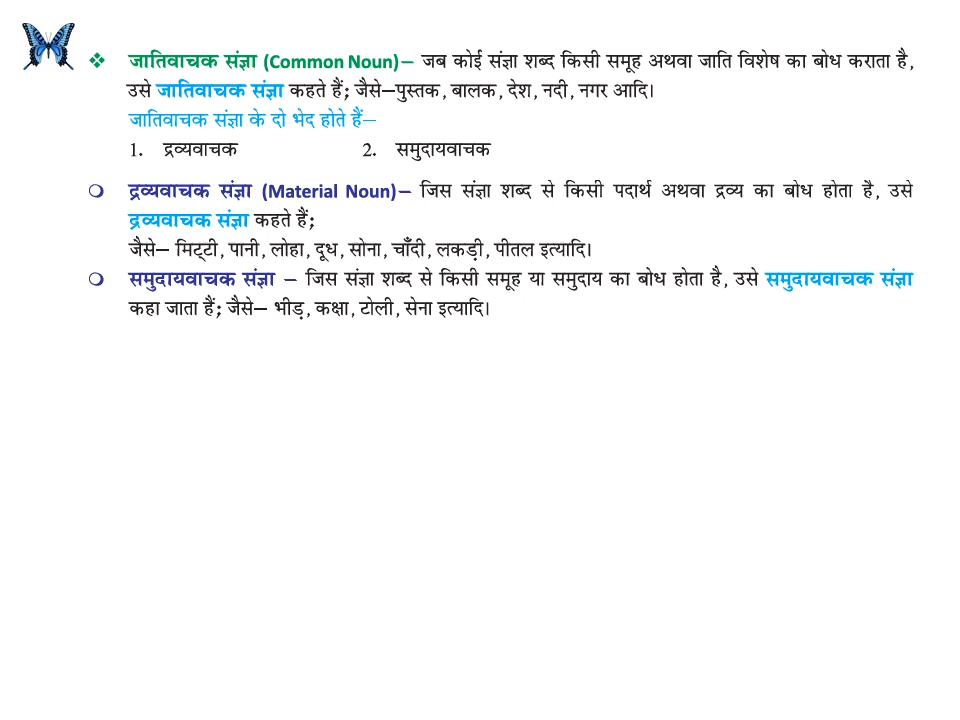 ❖ जातिवाचक संज्ञा (Common Noun)– जब कोई संज्ञा शब्द किसी समूह अथवा जाति विशेष का बोध कराता है,
उसे जातिवाचक संज्ञा कहते हैं; जैसे–पुस्तक, बालक, देश, नदी, नगर आदि।
जातिवाचक संज्ञा के दो भेद होते हैं–
1. द्रव्यवाचक 2. समुदायवाचक
❍ द्रव्यवाचक संज्ञा (Material Noun)– जिस संज्ञा शब्द से किसी पदार्थ अथवा द्रव्य का बोध होता है, उसे
द्रव्यवाचक संज्ञा कहते हैं;
जैसे– मिट्टी, पानी, लोहा, दूध, सोना, चाँदी, लकड़ी, पीतल इत्यादि।
❍ समुदायवाचक संज्ञा – जिस संज्ञा शब्द से किसी समूह या समुदाय का बोध होता है, उसे समुदायवाचक संज्ञा
कहा जाता हैं; जैसे– भीड़, कक्षा, टोली, सेना इत्यादि।